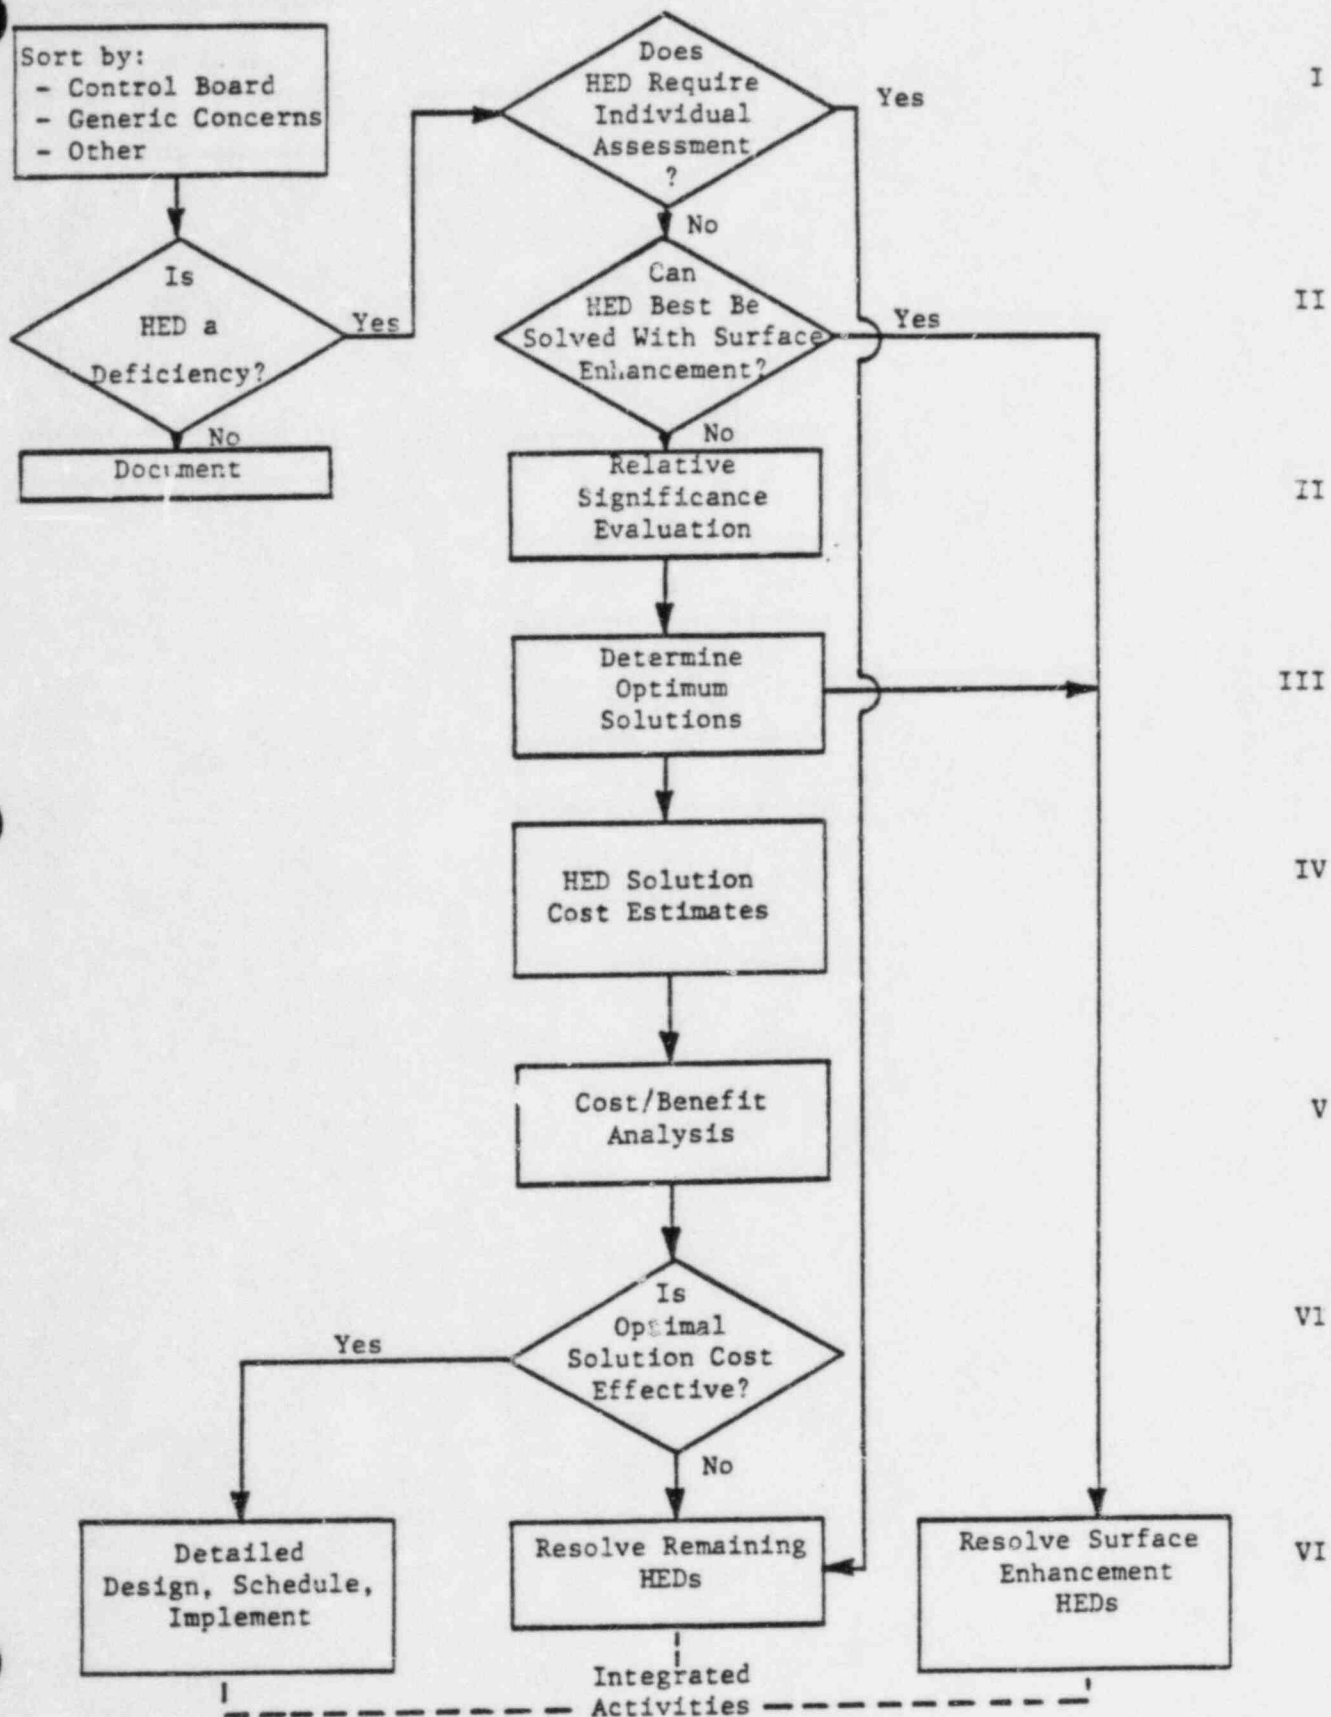 Sort by:
- Control Board
- Generic Concerns
- Other
Does
HED Require
Individual
Assessment
?
Yes
I
No
Is
HED a
Deficiency?
Yes
No
Document
Can
HED Best Be
Solved With Surface
Enhancement?
Yes
II
No
Relative
Significance
Evaluation
II
Determine
Optimum
Solutions
III
HED Solution
Cost Estimates
IV
Cost/Benefit
Analysis
V
Is
Optimal
Solution Cost
Effective?
Yes
No
VI
Detailed
Design, Schedule,
Implement
Resolve Remaining
HEDs
Resolve Surface
Enhancement
HEDs
VI
Integrated
Activities